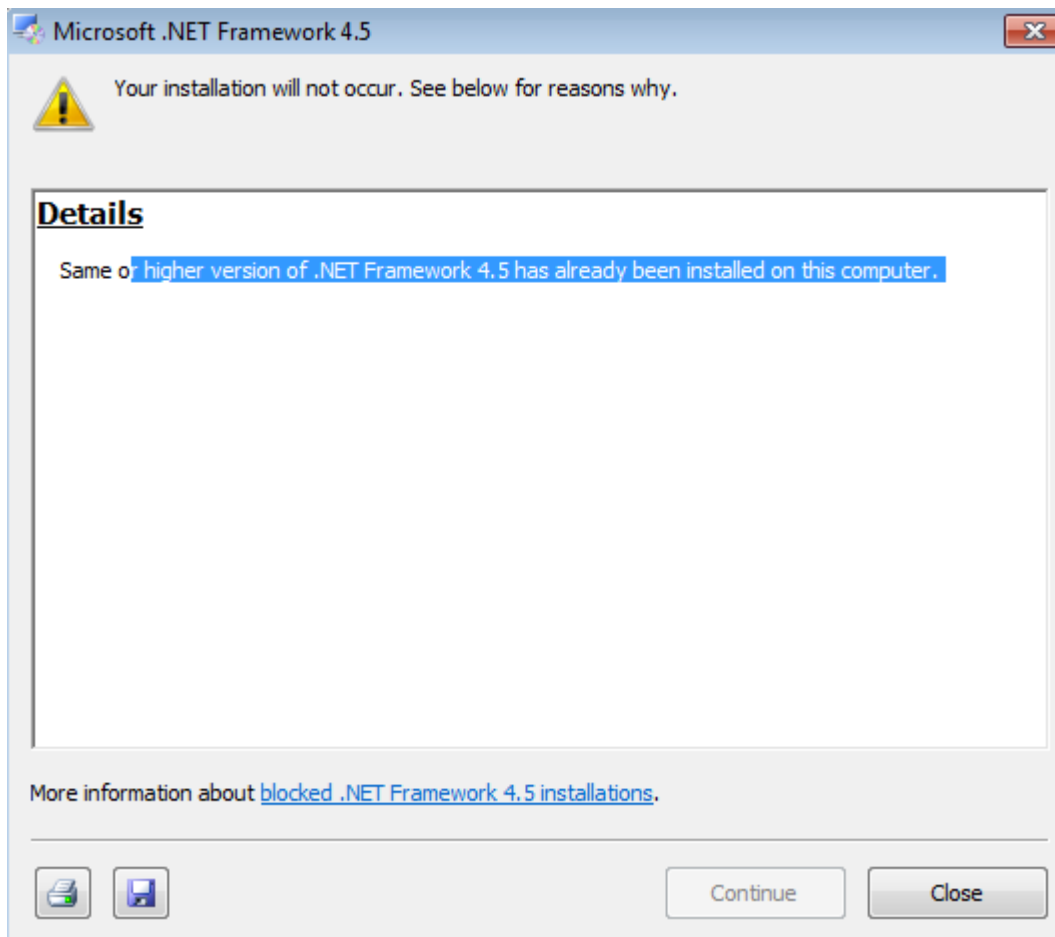 Microsoft .NET Framework 4.5
Your installation will not occur. See below for reasons why.
Details
Same or higher version of .NET Framework 4.5 has already been installed on this computer.
More information about blocked .NET Framework 4.5 installations.
Continue
Close